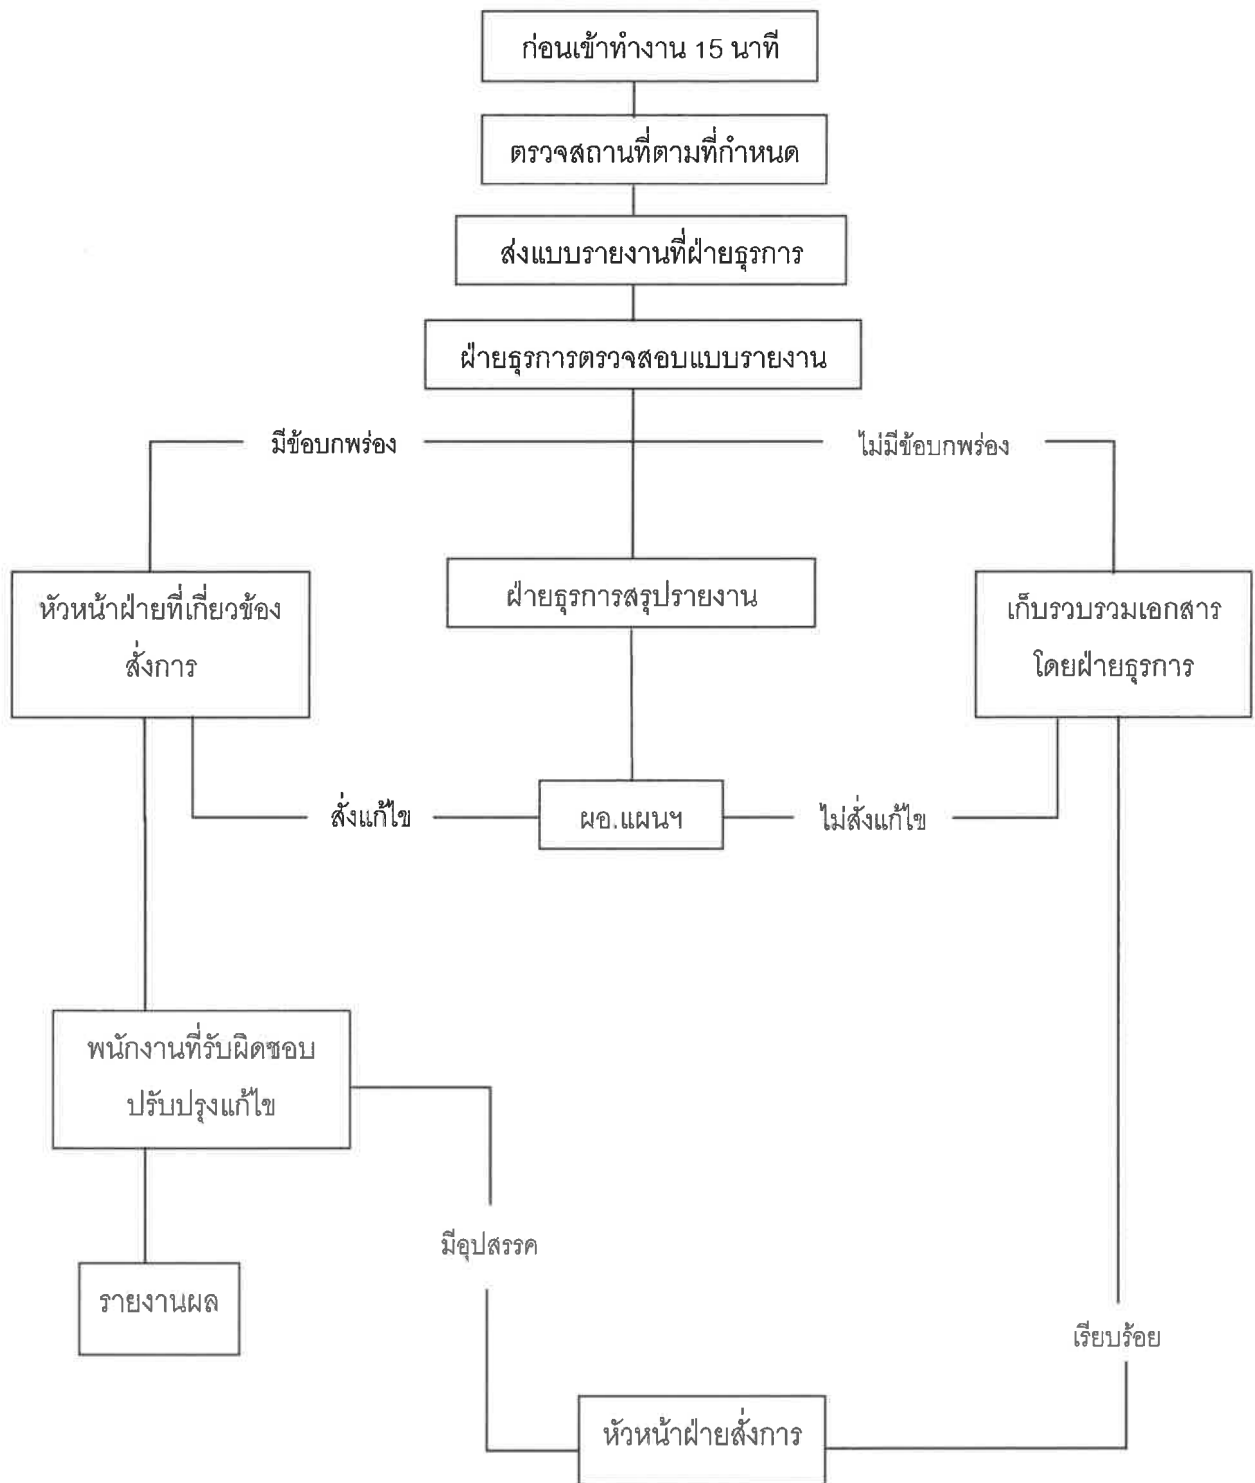 ก่อนเข้าทำงาน 15 นาที
ตรวจสถานที่ตามที่กำหนด
ส่งแบบรายงานที่ฝ่ายธุรการ
ฝ่ายธุรการตรวจสอบแบบรายงาน
มีข้อบกพร่อง
ไม่มีข้อบกพร่อง
หัวหน้าฝ่ายที่เกี่ยวข้อง
สั่งการ
ฝ่ายธุรการสรุปรายงาน
เก็บรวบรวมเอกสาร
โดยฝ่ายธุรการ
สั่งแก้ไข
ผอ.แผนฯ
ไม่สั่งแก้ไข
พนักงานที่รับผิดชอบ
ปรับปรุงแก้ไข
มีอุปสรรค
รายงานผล
เรียบร้อย
หัวหน้าฝ่ายสั่งการ